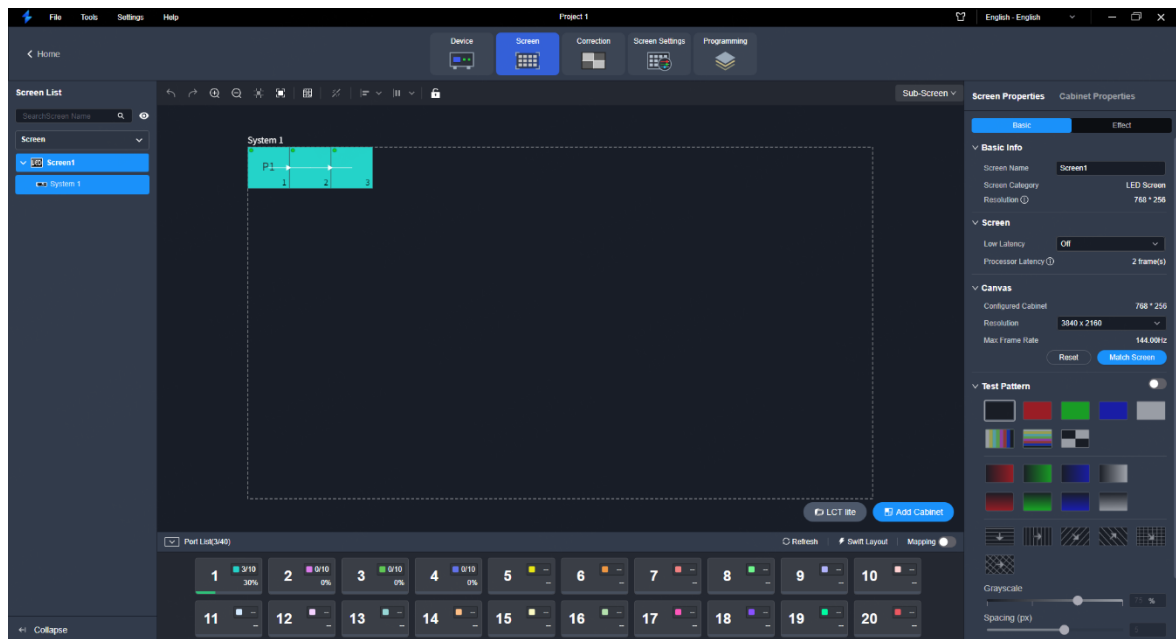 File Tools Settings Help Project 1 English - English
Home
Device Screen Correction Screen Settings Programming
Screen List
SearchScreen Name
Screen
LED Screen1
System 1
Sub-Screen
System 1
P1
1 2 3
LCT lite Add Cabinet
Port List(3/40) Refresh Swift Layout Mapping
1 3/10 30%
2 0/10 0%
3 0/10 0%
4 0/10 0%
5 -- --
6 -- --
7 -- --
8 -- --
9 -- --
10 -- --
11 -- --
12 -- --
13 -- --
14 -- --
15 -- --
16 -- --
17 -- --
18 -- --
19 -- --
20 -- --
Collapse
Screen Properties Cabinet Properties
Basic Effect
Basic Info
Screen Name Screen1
Screen Category LED Screen
Resolution 768 * 256
Screen
Low Latency Off
Processor Latency 2 frame(s)
Canvas
Configured Cabinet 768 * 256
Resolution 3840 x 2160
Max Frame Rate 144.00Hz
Reset Match Screen
Test Pattern
Grayscale 75 %
Spacing (px)